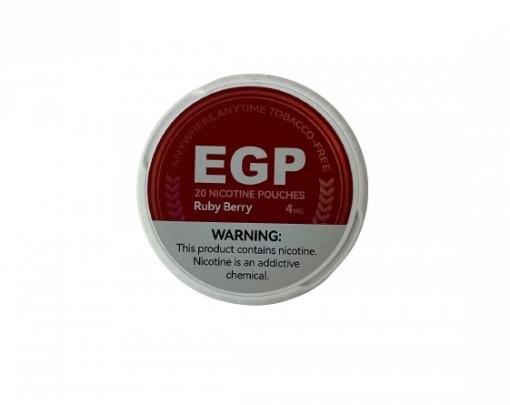 ANYWHERE ANYTIME TOBACCO-FREE
EGP
20 NICOTINE POUCHES
Ruby Berry 4MG
WARNING:
This product contains nicotine.
Nicotine is an addictive
chemical.